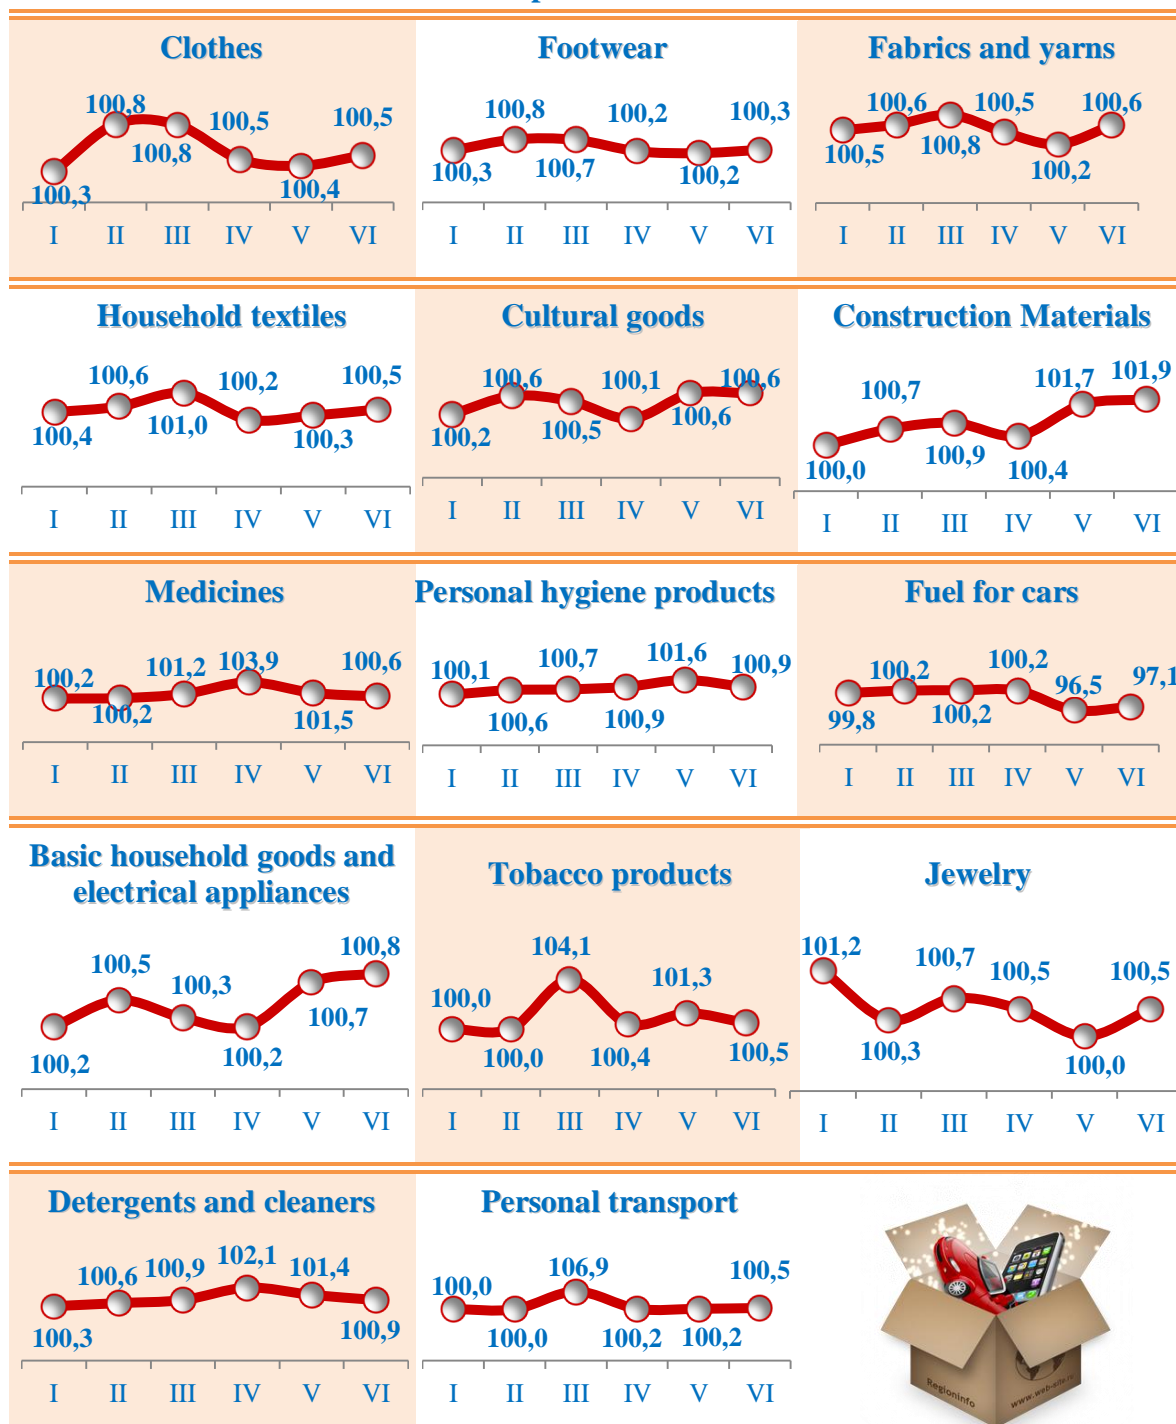 Clothes
100,8
100,5
100,5
100,8
100,3
100,4
I II III IV V VI
Footwear
100,8
100,2
100,3
100,3
100,7
100,2
I II III IV V VI
Fabrics and yarns
100,6
100,5
100,6
100,5
100,8
100,2
I II III IV V VI
Household textiles
100,6
100,2
100,5
100,4
101,0
100,3
I II III IV V VI
Cultural goods
100,6
100,1
100,6
100,2
100,5
100,6
I II III IV V VI
Construction Materials
100,7
101,7
101,9
100,0
100,9
100,4
I II III IV V VI
Medicines
100,2
101,2
103,9
100,6
100,2
101,5
I II III IV V VI
Personal hygiene products
100,1
100,7
101,6
100,9
100,6
100,9
I II III IV V VI
Fuel for cars
100,2
100,2
96,5
97,1
99,8
100,2
I II III IV V VI
Basic household goods and
electrical appliances
100,5
100,3
100,8
100,2
100,2
100,7
I II III IV V VI
Tobacco products
104,1
101,3
100,0
100,0
100,4
100,5
I II III IV V VI
Jewelry
101,2
100,7
100,5
100,5
100,3
100,0
I II III IV V VI
Detergents and cleaners
100,6
100,9
102,1
101,4
100,3
100,9
I II III IV V VI
Personal transport
100,0
106,9
100,5
100,0
100,2
100,2
I II III IV V VI
Regioninfo